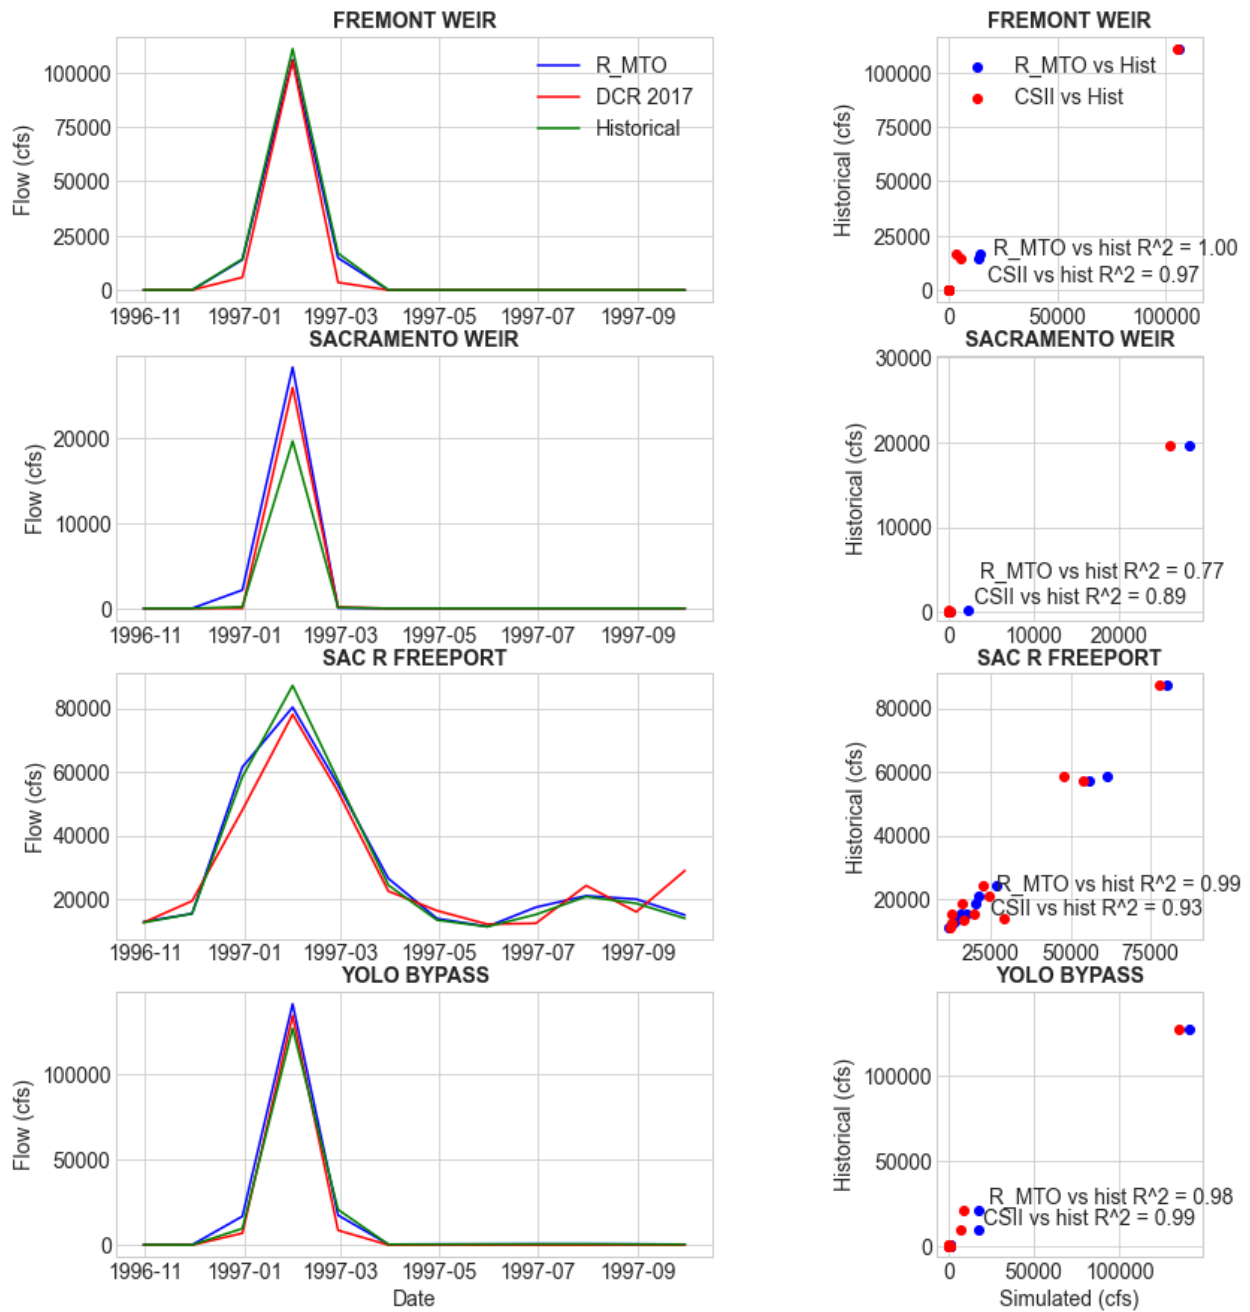 FREMONT WEIR
100000
75000
50000
25000
0
Flow (cfs)
R_MTO
DCR 2017
Historical
1996-11 1997-01 1997-03 1997-05 1997-07 1997-09
FREMONT WEIR
100000
75000
50000
25000
0
Historical (cfs)
R_MTO vs Hist
CSII vs Hist
R_MTO vs hist R^2 = 1.00
CSII vs hist R^2 = 0.97
0 50000 100000
SACRAMENTO WEIR
20000
10000
0
Flow (cfs)
1996-11 1997-01 1997-03 1997-05 1997-07 1997-09
SACRAMENTO WEIR
30000
20000
10000
0
Historical (cfs)
R_MTO vs hist R^2 = 0.77
CSII vs hist R^2 = 0.89
0 10000 20000
SAC R FREEPORT
80000
60000
40000
20000
Flow (cfs)
1996-11 1997-01 1997-03 1997-05 1997-07 1997-09
SAC R FREEPORT
80000
60000
40000
20000
Historical (cfs)
R_MTO vs hist R^2 = 0.99
CSII vs hist R^2 = 0.93
25000 50000 75000
YOLO BYPASS
100000
50000
0
Flow (cfs)
1996-11 1997-01 1997-03 1997-05 1997-07 1997-09
Date
YOLO BYPASS
100000
50000
0
Historical (cfs)
R_MTO vs hist R^2 = 0.98
CSII vs hist R^2 = 0.99
0 50000 100000
Simulated (cfs)